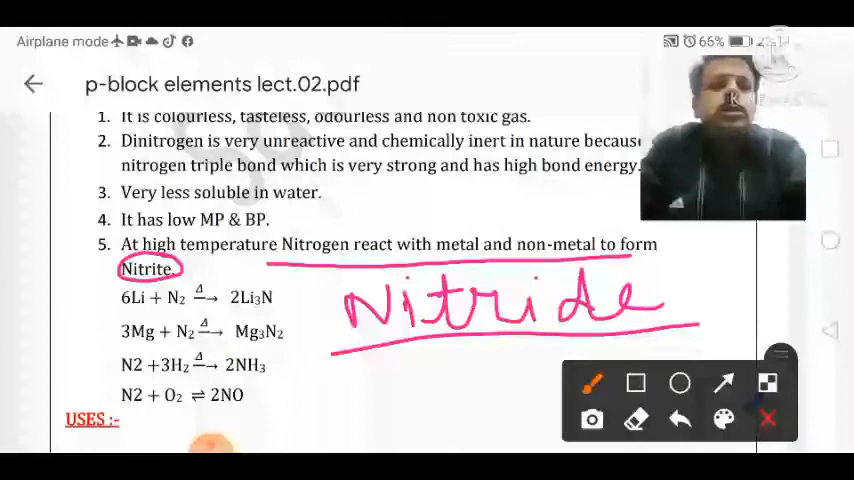 Airplane mode
66%
p-block elements lect.02.pdf
1. It is colourless, tasteless, odourless and non toxic gas.
2. Dinitrogen is very unreactive and chemically inert in nature because
nitrogen triple bond which is very strong and has high bond energy.
3. Very less soluble in water.
4. It has low MP & BP.
5. At high temperature Nitrogen react with metal and non-metal to form
Nitrite.
Nitride
6Li + N₂ —Δ→ 2Li₃N
3Mg + N₂ —Δ→ Mg₃N₂
N2 +3H₂ —Δ→ 2NH₃
N2 + O₂ ⇌ 2NO
USES :-